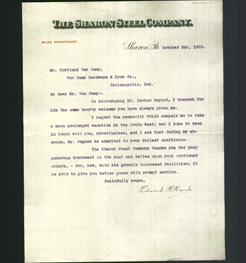 THE SHARON STEEL COMPANY.
SALES DEPARTMENT.
Sharon, Pa. October 2nd, 1902.
Mr. Cortland Van Camp,
Van Camp Hardware & Iron Co.,
Indianapolis, Ind.
My dear Mr. Van Camp:-
In introducing Mr. Osgood, I bespeak for
him the same hearty welcome you have always given me.
I regret the necessity which compels me to take
a more prolonged vacation in the South West; but I hope to keep
in touch with you, nevertheless, and I ask that during my ab-
sence, Mr. Osgood be admitted to your fullest confidence.
The Sharon Steel Company thanks you for your
generous treatment in the past and relies upon your continued
orders, - for, now, with its greatly increased facilities, it
is able to give you better goods with prompt service.
Faithfully yours,
Edward